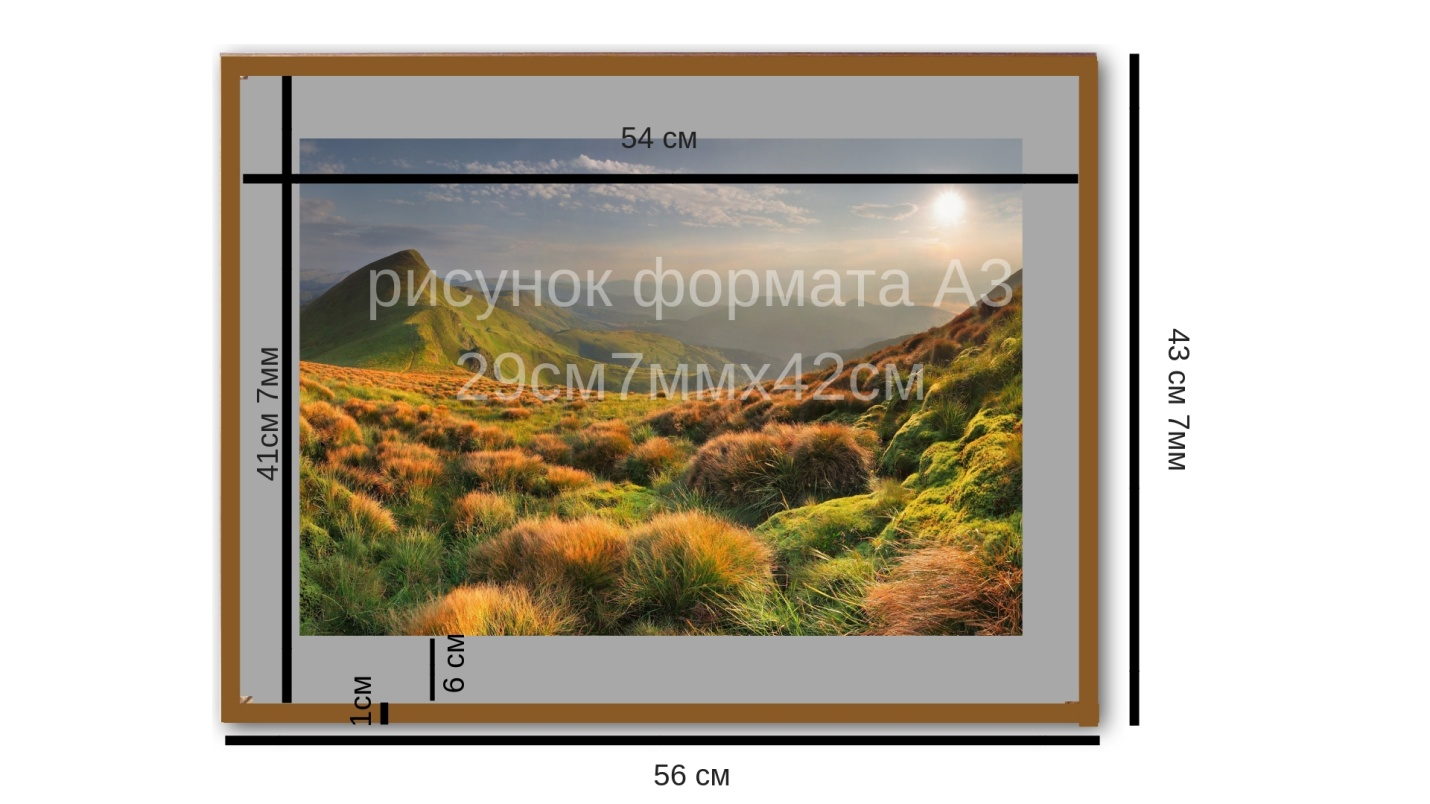 54 см
рисунок формата А3
29см7ммх42см
41см 7мм
43 см 7мм
6 см
1см
56 см